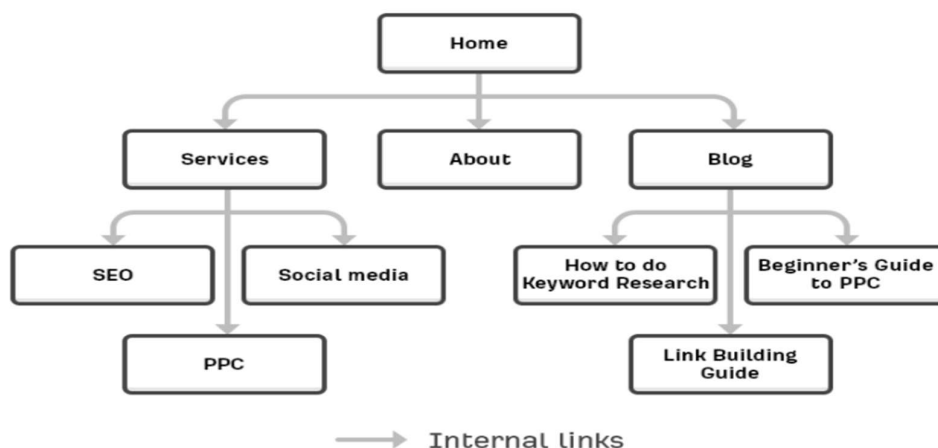 Home
Services
About
Blog
SEO
Social media
How to do
Keyword Research
Beginner's Guide
to PPC
PPC
Link Building
Guide
Internal links